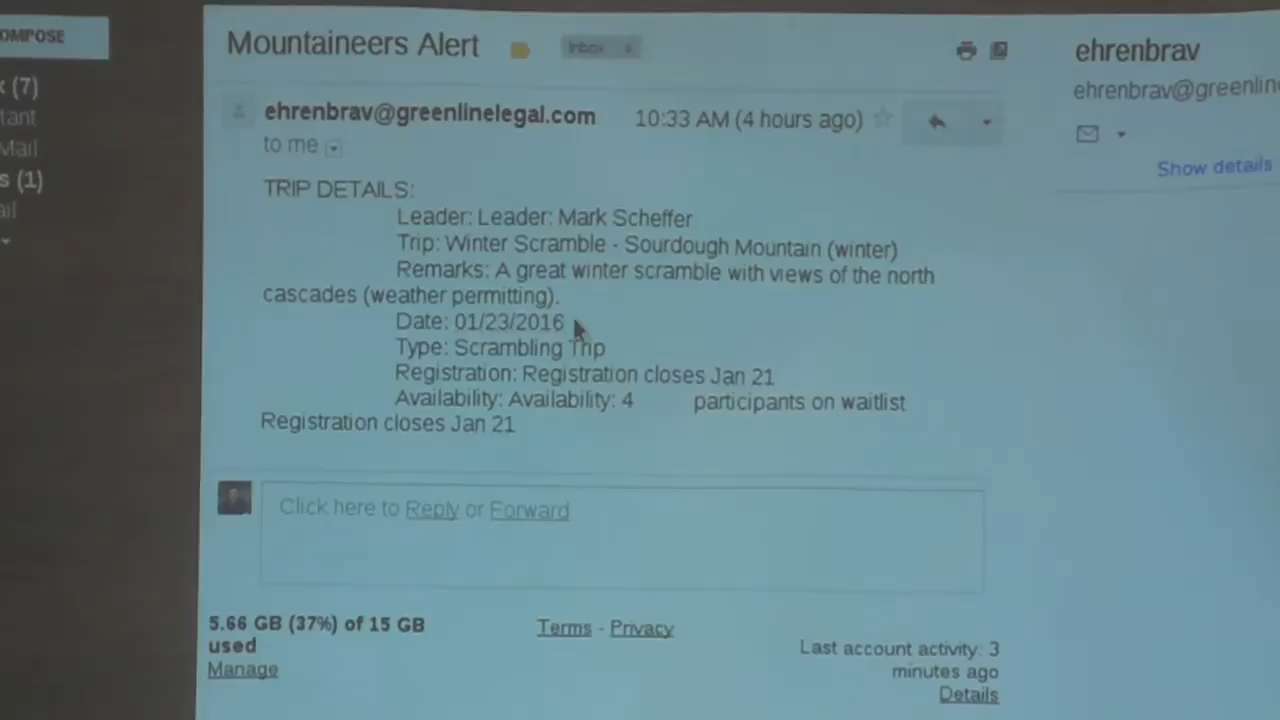 OMPOSE
(7)
tant
Mail
s (1)
ail
Mountaineers Alert
Inbox x
ehrenbrav@greenlinelegal.com
10:33 AM (4 hours ago)
to me
TRIP DETAILS:
Leader: Leader: Mark Scheffer
Trip: Winter Scramble - Sourdough Mountain (winter)
Remarks: A great winter scramble with views of the north
cascades (weather permitting).
Date: 01/23/2016
Type: Scrambling Trip
Registration: Registration closes Jan 21
Availability: Availability: 4 participants on waitlist
Registration closes Jan 21
Click here to Reply or Forward
5.66 GB (37%) of 15 GB
used
Manage
Terms - Privacy
Last account activity: 3
minutes ago
Details
ehrenbrav
ehrenbrav@greenlin
Show details